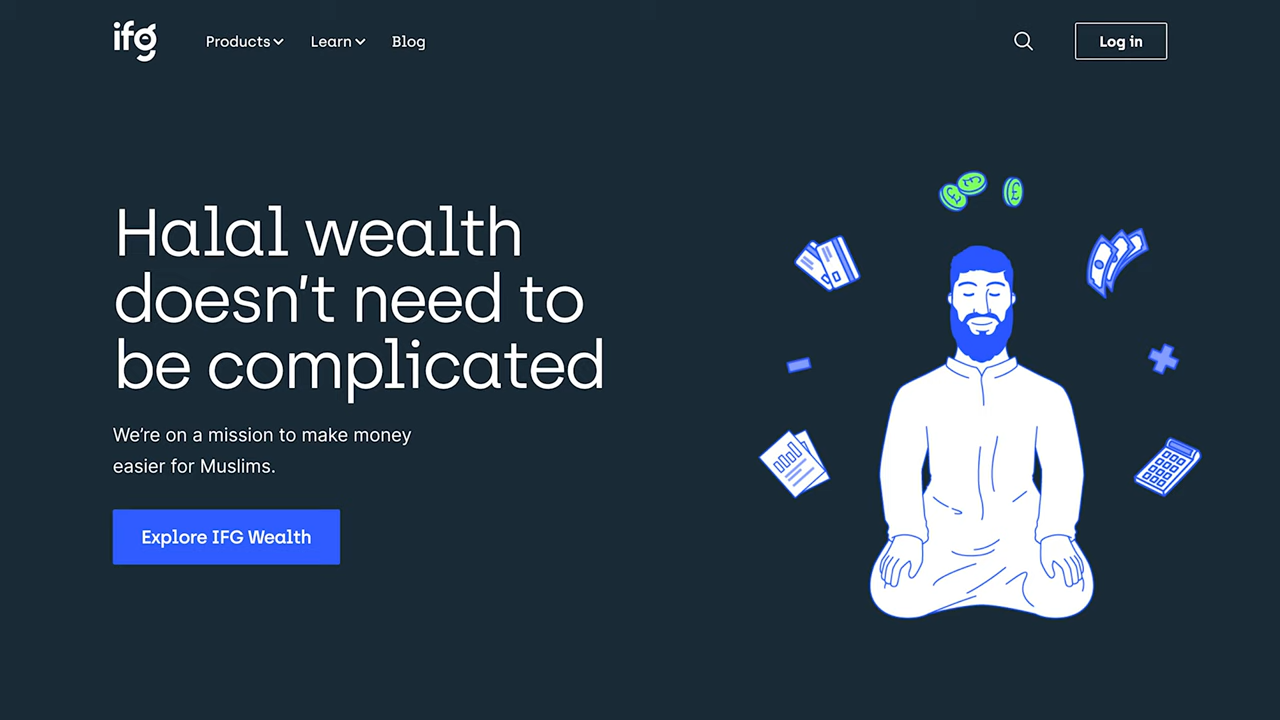 ifg
Products
Learn
Blog
Log in
Halal wealth
doesn't need to
be complicated
We're on a mission to make money
easier for Muslims.
Explore IFG Wealth
£
£
£